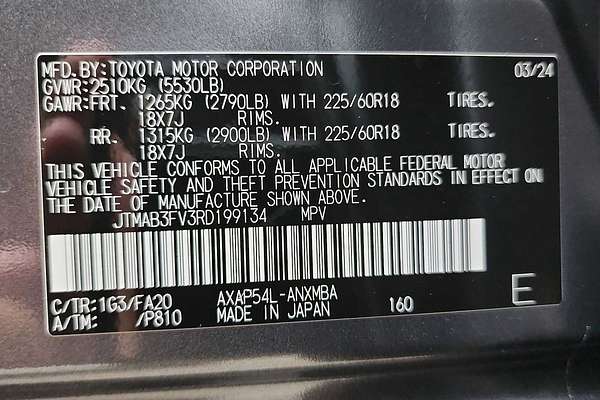 MFD.BY:TOYOTA MOTOR CORPORATION 03/24
GVWR:2510KG (5530LB)
GAWR:FRT. 1265KG (2790LB) WITH 225/60R18 TIRES.
18X7J RIMS.
RR. 1315KG (2900LB) WITH 225/60R18 TIRES.
18X7J RIMS.
THIS VEHICLE CONFORMS TO ALL APPLICABLE FEDERAL MOTOR
VEHICLE SAFETY AND THEFT PREVENTION STANDARDS IN EFFECT ON
THE DATE OF MANUFACTURE SHOWN ABOVE.
JTMAB3FV3RD199134 MPV
C/TR:1G3/FA20 AXAP54L-ANXMBA 160 E
A/TM: /P810 MADE IN JAPAN